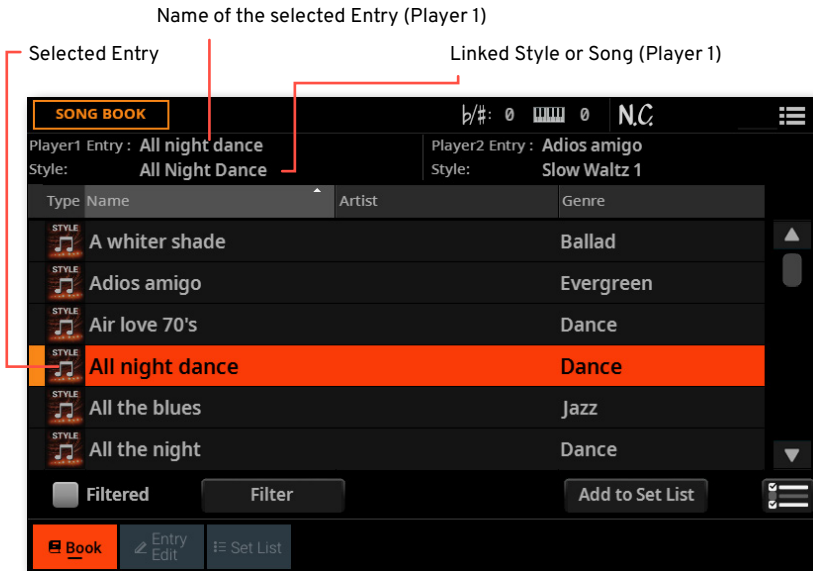 Name of the selected Entry (Player 1)
Selected Entry
Linked Style or Song (Player 1)
SONG BOOK
♭/#: 0 0 N.C.
Player1 Entry : All night dance
Player2 Entry : Adios amigo
Style: All Night Dance
Style: Slow Waltz 1
Type Name Artist Genre
STYLE A whiter shade Ballad
STYLE Adios amigo Evergreen
STYLE Air love 70's Dance
STYLE All night dance Dance
STYLE All the blues Jazz
STYLE All the night Dance
Filtered Filter Add to Set List
Book Entry Edit Set List